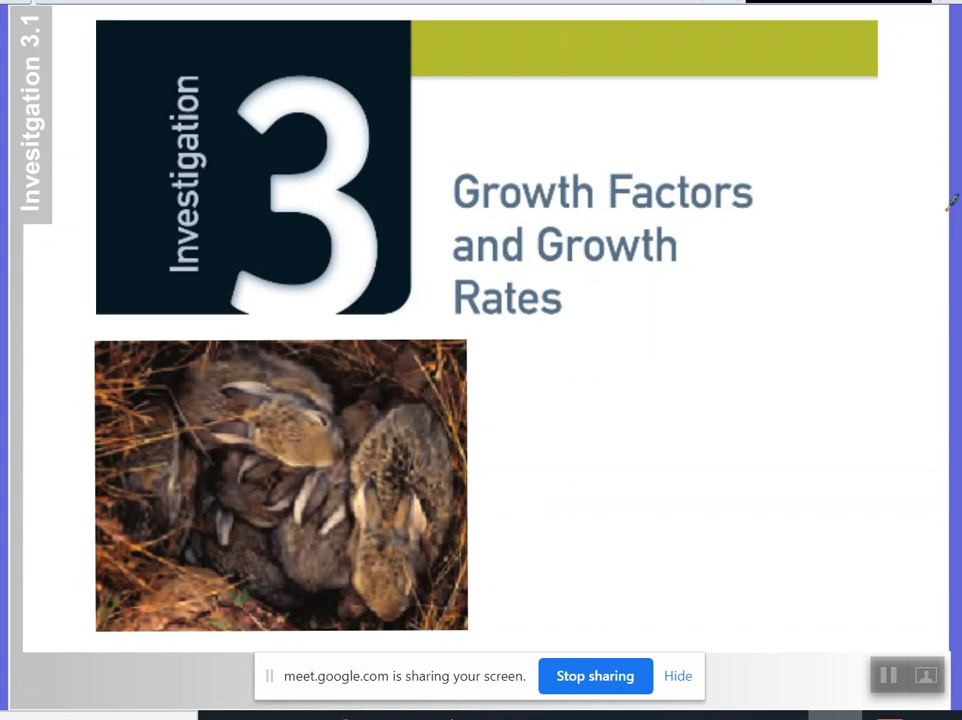 Invesitgation 3.1
Investigation
3
Growth Factors
and Growth
Rates
meet.google.com is sharing your screen.
Stop sharing
Hide